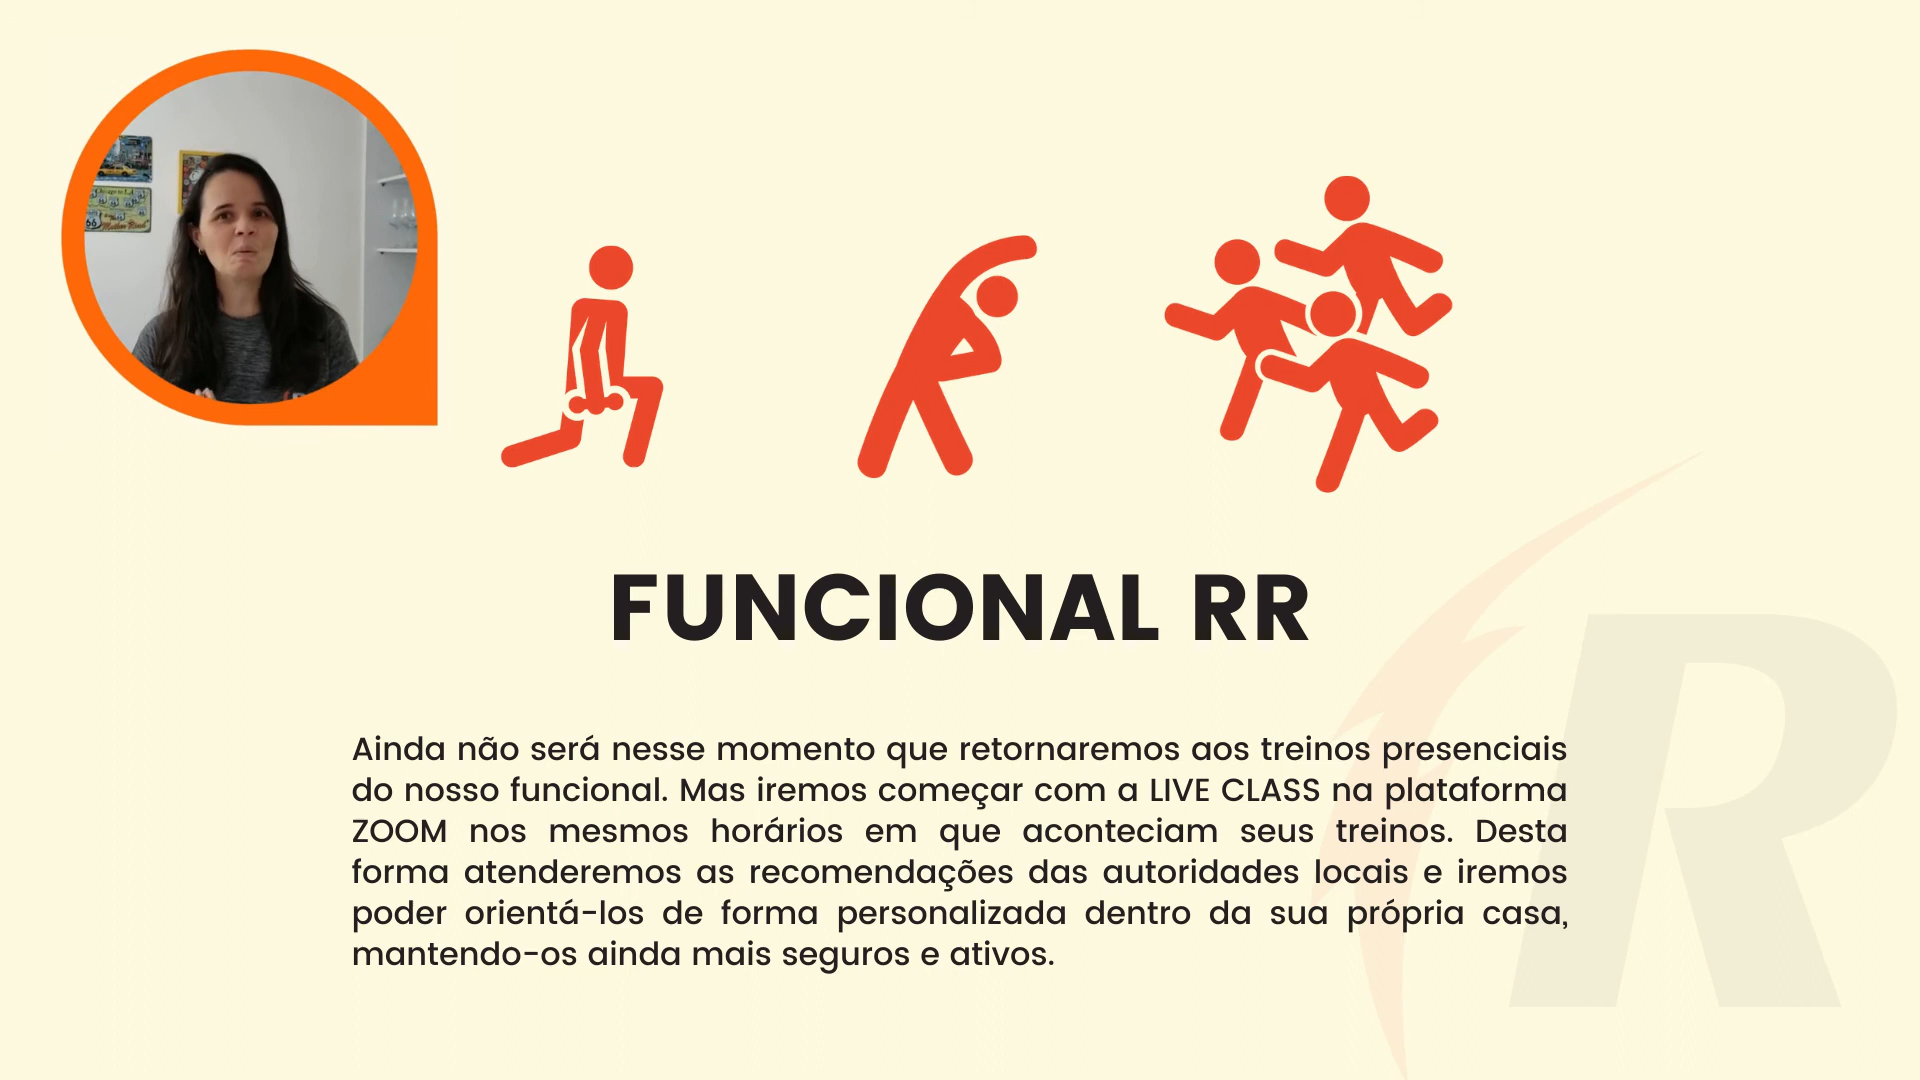 66
FUNCIONAL RR
Ainda não será nesse momento que retornaremos aos treinos presenciais
do nosso funcional. Mas iremos começar com a LIVE CLASS na plataforma
ZOOM nos mesmos horários em que aconteciam seus treinos. Desta
forma atenderemos as recomendações das autoridades locais e iremos
poder orientá-los de forma personalizada dentro da sua própria casa,
mantendo-os ainda mais seguros e ativos.
R